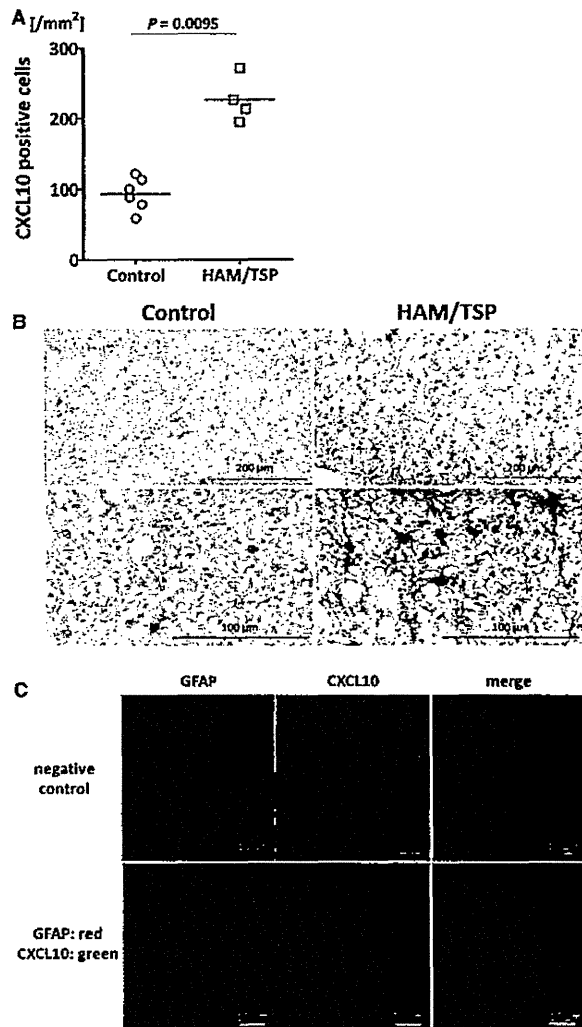 A [/mm²]
P = 0.0095
CXCL10 positive cells
300
200
100
0
Control
HAM/TSP
B
Control
HAM/TSP
200 μm
200 μm
100 μm
100 μm
C
GFAP
CXCL10
merge
negative
control
GFAP: red
CXCL10: green